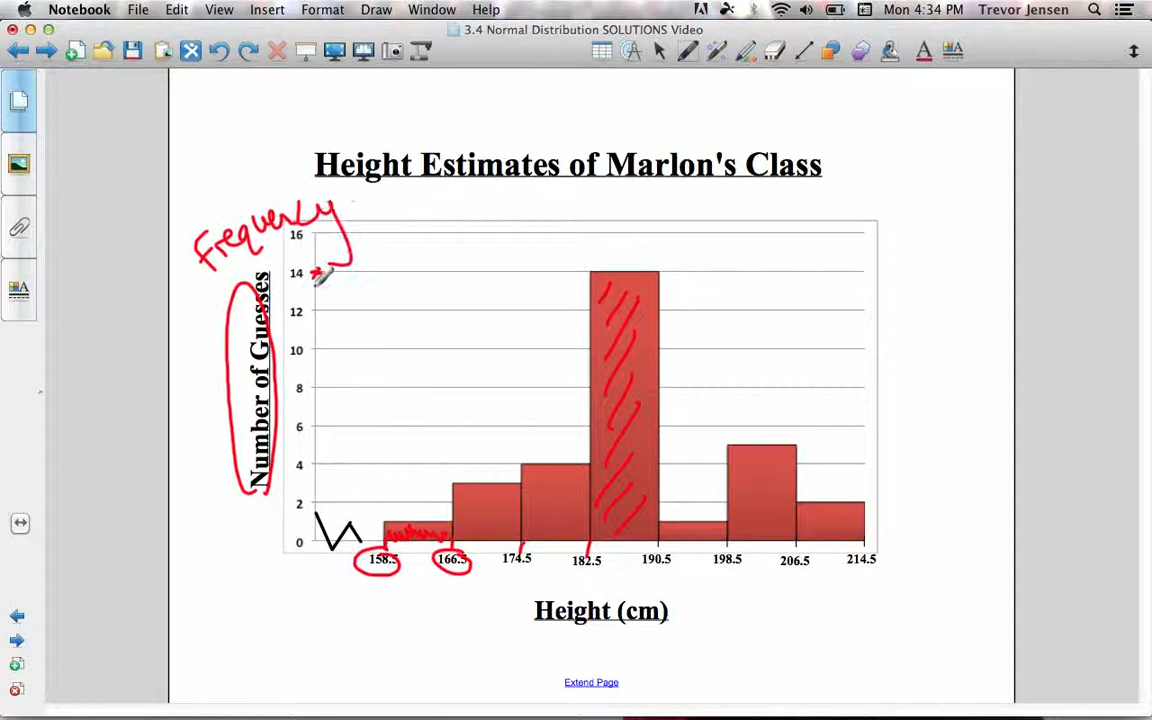 Notebook File Edit View Insert Format Draw Window Help Mon 4:34 PM Trevor Jensen
3.4 Normal Distribution SOLUTIONS Video
Height Estimates of Marlon's Class
Frequency
Number of Guesses
16
14
12
10
8
6
4
2
0
158.5 166.5 174.5 182.5 190.5 198.5 206.5 214.5
Height (cm)
Extend Page